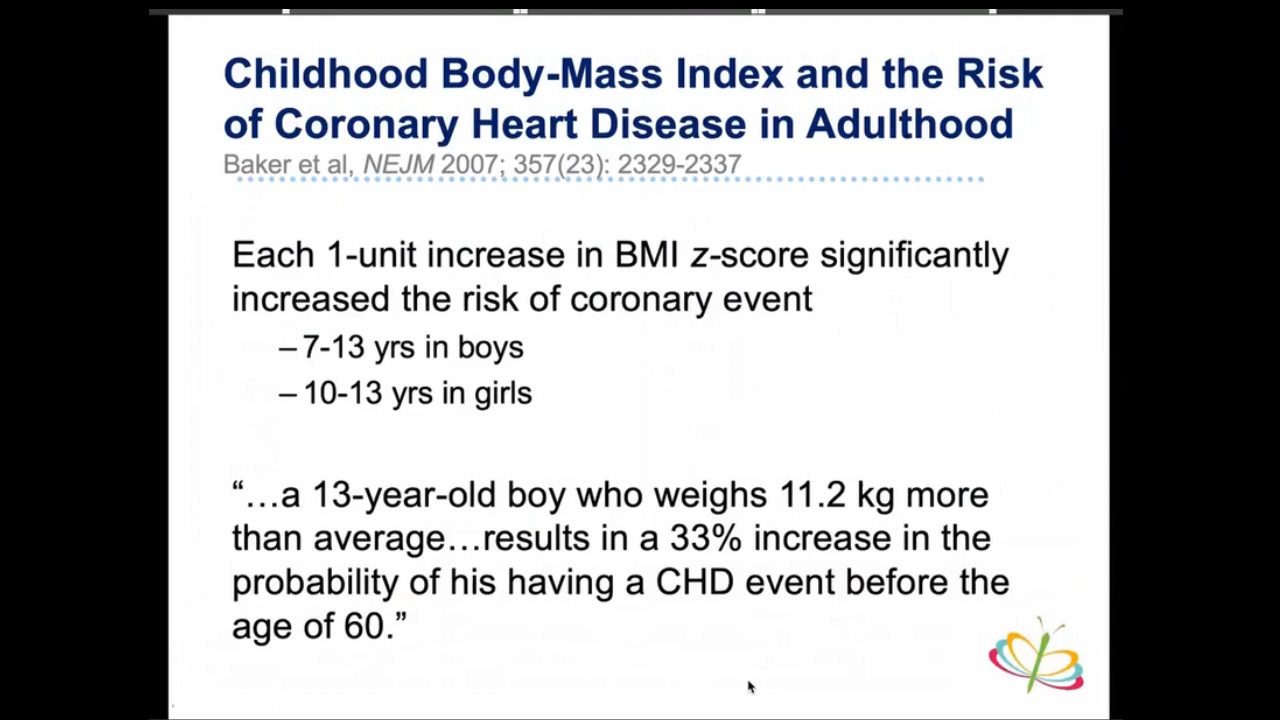 Childhood Body-Mass Index and the Risk
of Coronary Heart Disease in Adulthood
Baker et al, NEJM 2007; 357(23): 2329-2337
Each 1-unit increase in BMI z-score significantly
increased the risk of coronary event
– 7-13 yrs in boys
– 10-13 yrs in girls
“…a 13-year-old boy who weighs 11.2 kg more
than average…results in a 33% increase in the
probability of his having a CHD event before the
age of 60.”